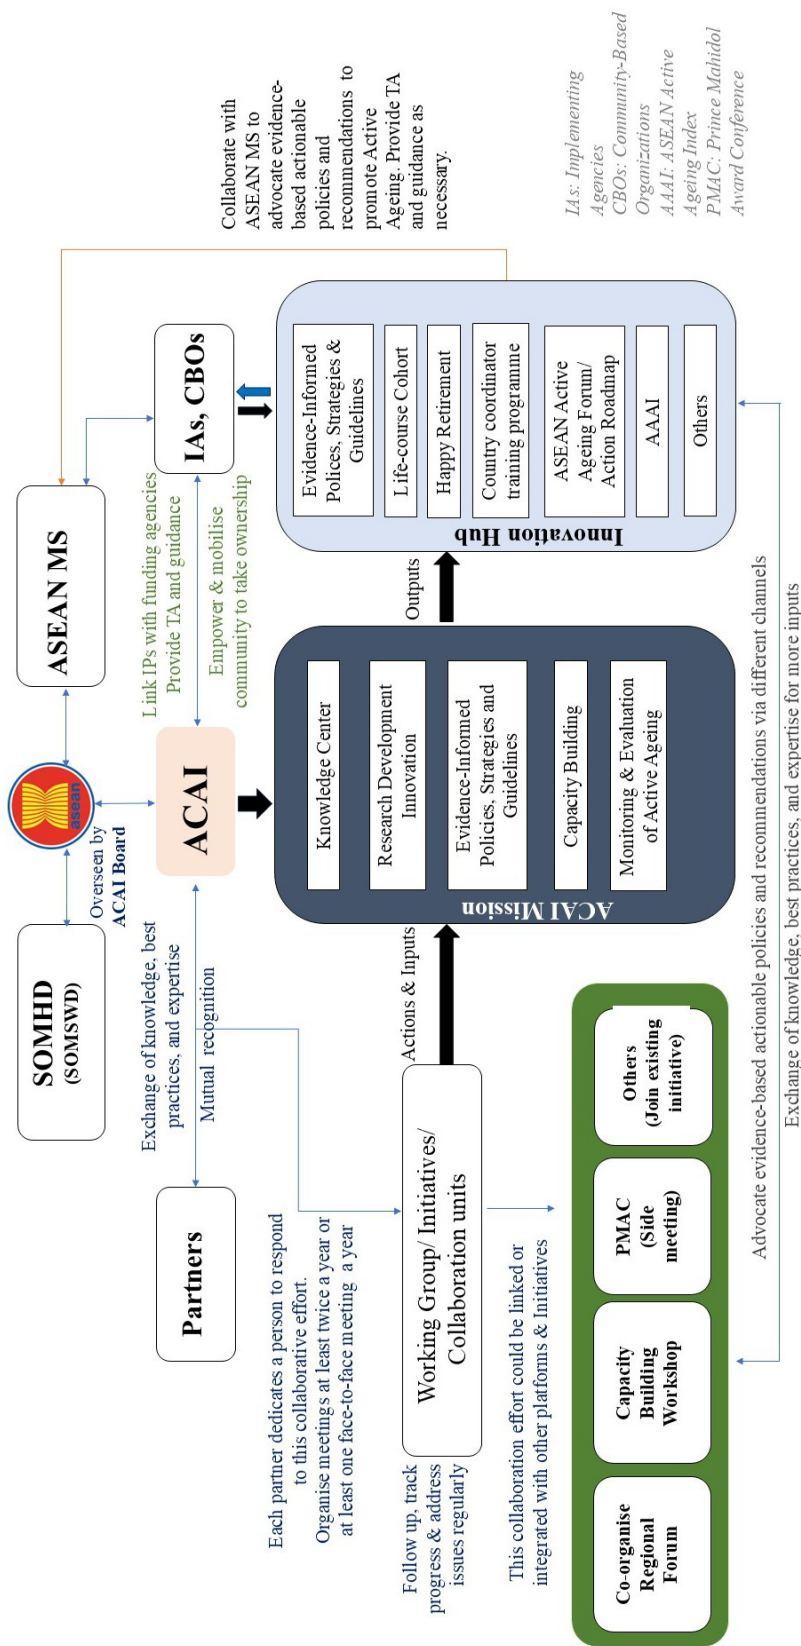 SOMHD
(SOMSWD)
asean
Overseen by
ACAI Board
ASEAN MS
Collaborate with
ASEAN MS to
advocate evidence-
based actionable
policies and
recommendations to
promote Active
Ageing. Provide TA
and guidance as
necessary.
Partners
Exchange of knowledge, best
practices, and expertise
Mutual recognition
ACAI
Link IPs with funding agencies
Provide TA and guidance
Empower & mobilise
community to take ownership
IAs, CBOs
Each partner dedicates a person to respond
to this collaborative effort.
Organise meetings at least twice a year or
at least one face-to-face meeting a year
Follow up, track
progress & address
issues regularly
Working Group/ Initiatives/
Collaboration units
Actions & Inputs
ACAI Mission
Knowledge Center
Research Development
Innovation
Evidence-Informed
Policies, Strategies and
Guidelines
Capacity Building
Monitoring & Evaluation
of Active Ageing
Outputs
Innovation Hub
Evidence-Informed
Polices, Strategies &
Guidelines
Life-course Cohort
Happy Retirement
Country coordinator
training programme
ASEAN Active
Ageing Forum/
Action Roadmap
AAAI
Others
This collaboration effort could be linked or
integrated with other platforms & Initiatives
Co-organise
Regional
Forum
Capacity
Building
Workshop
PMAC
(Side
meeting)
Others
(Join existing
initiative)
Advocate evidence-based actionable policies and recommendations via different channels
Exchange of knowledge, best practices, and expertise for more inputs
IAs: Implementing
Agencies
CBOs: Community-Based
Organizations
AAAI: ASEAN Active
Ageing Index
PMAC: Prince Mahidol
Award Conference